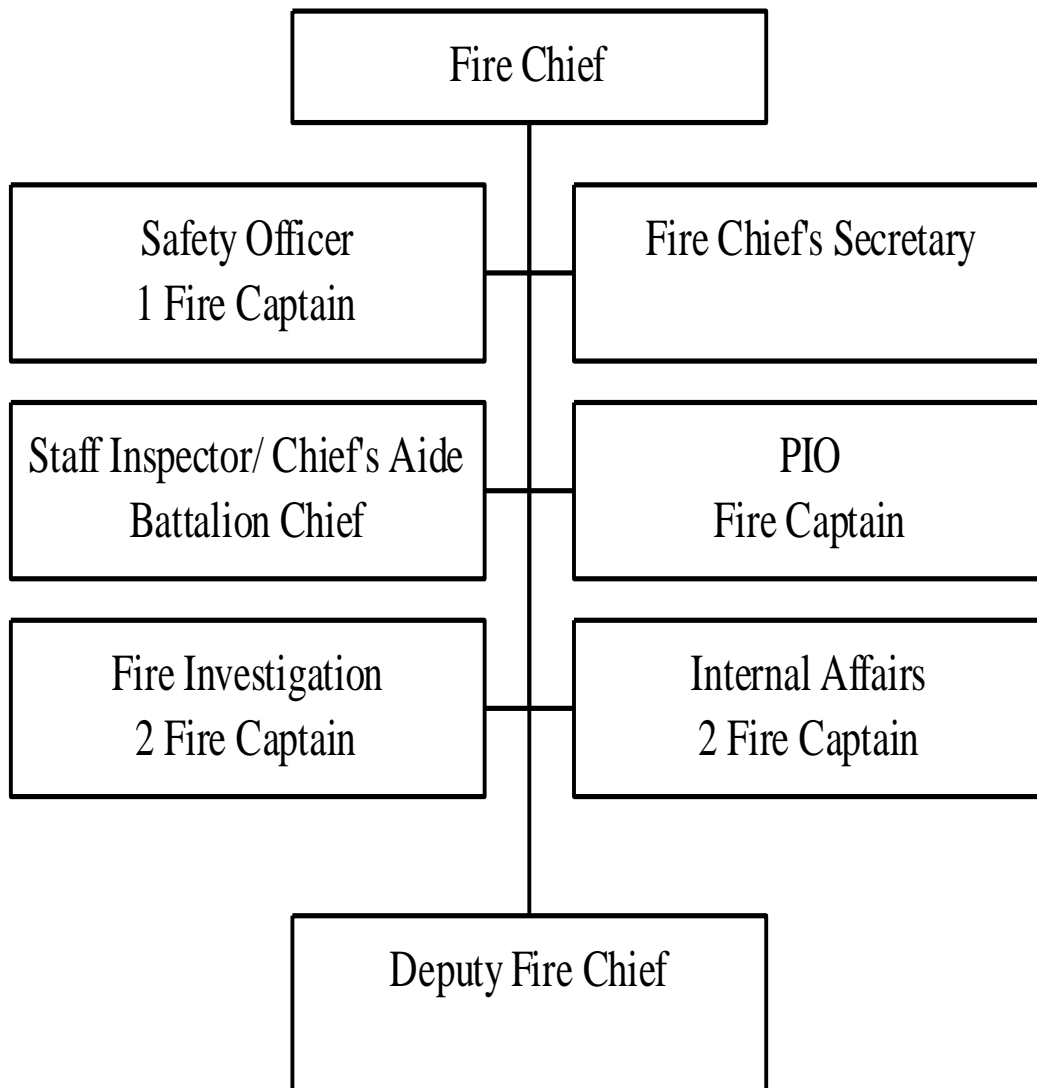 Fire Chief
Safety Officer
1 Fire Captain
Fire Chief's Secretary
Staff Inspector/ Chief's Aide
Battalion Chief
PIO
Fire Captain
Fire Investigation
2 Fire Captain
Internal Affairs
2 Fire Captain
Deputy Fire Chief